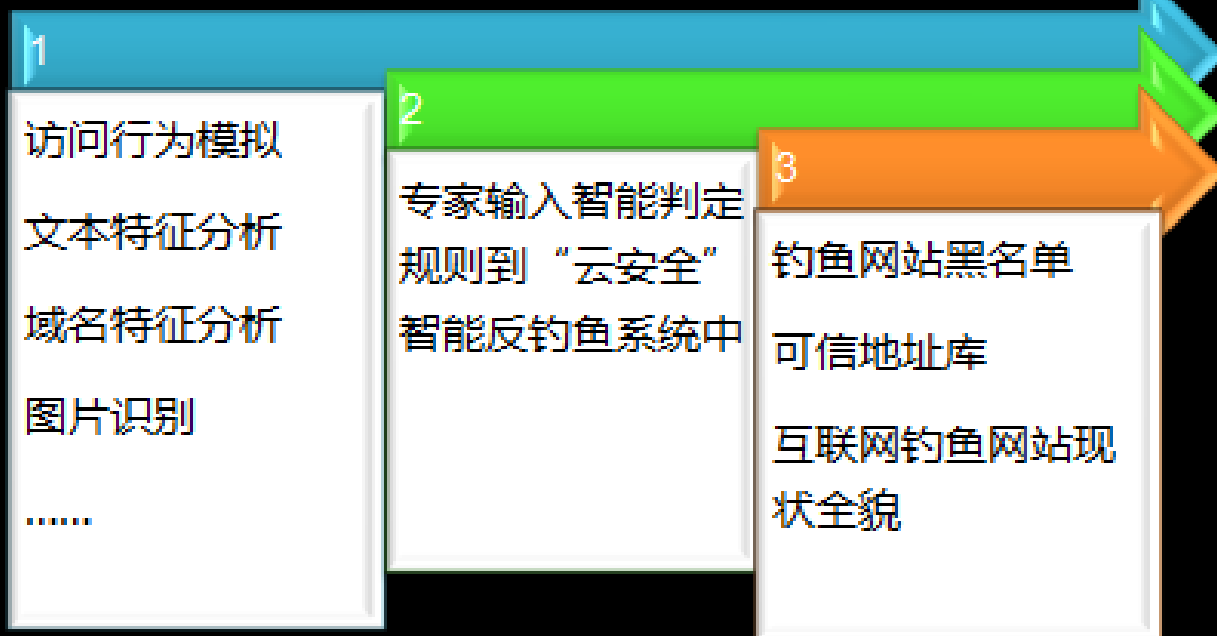 1
访问行为模拟
文本特征分析
域名特征分析
图片识别
……
2
专家输入智能判定
规则到“云安全”
智能反钓鱼系统中
3
钓鱼网站黑名单
可信地址库
互联网钓鱼网站现
状全貌